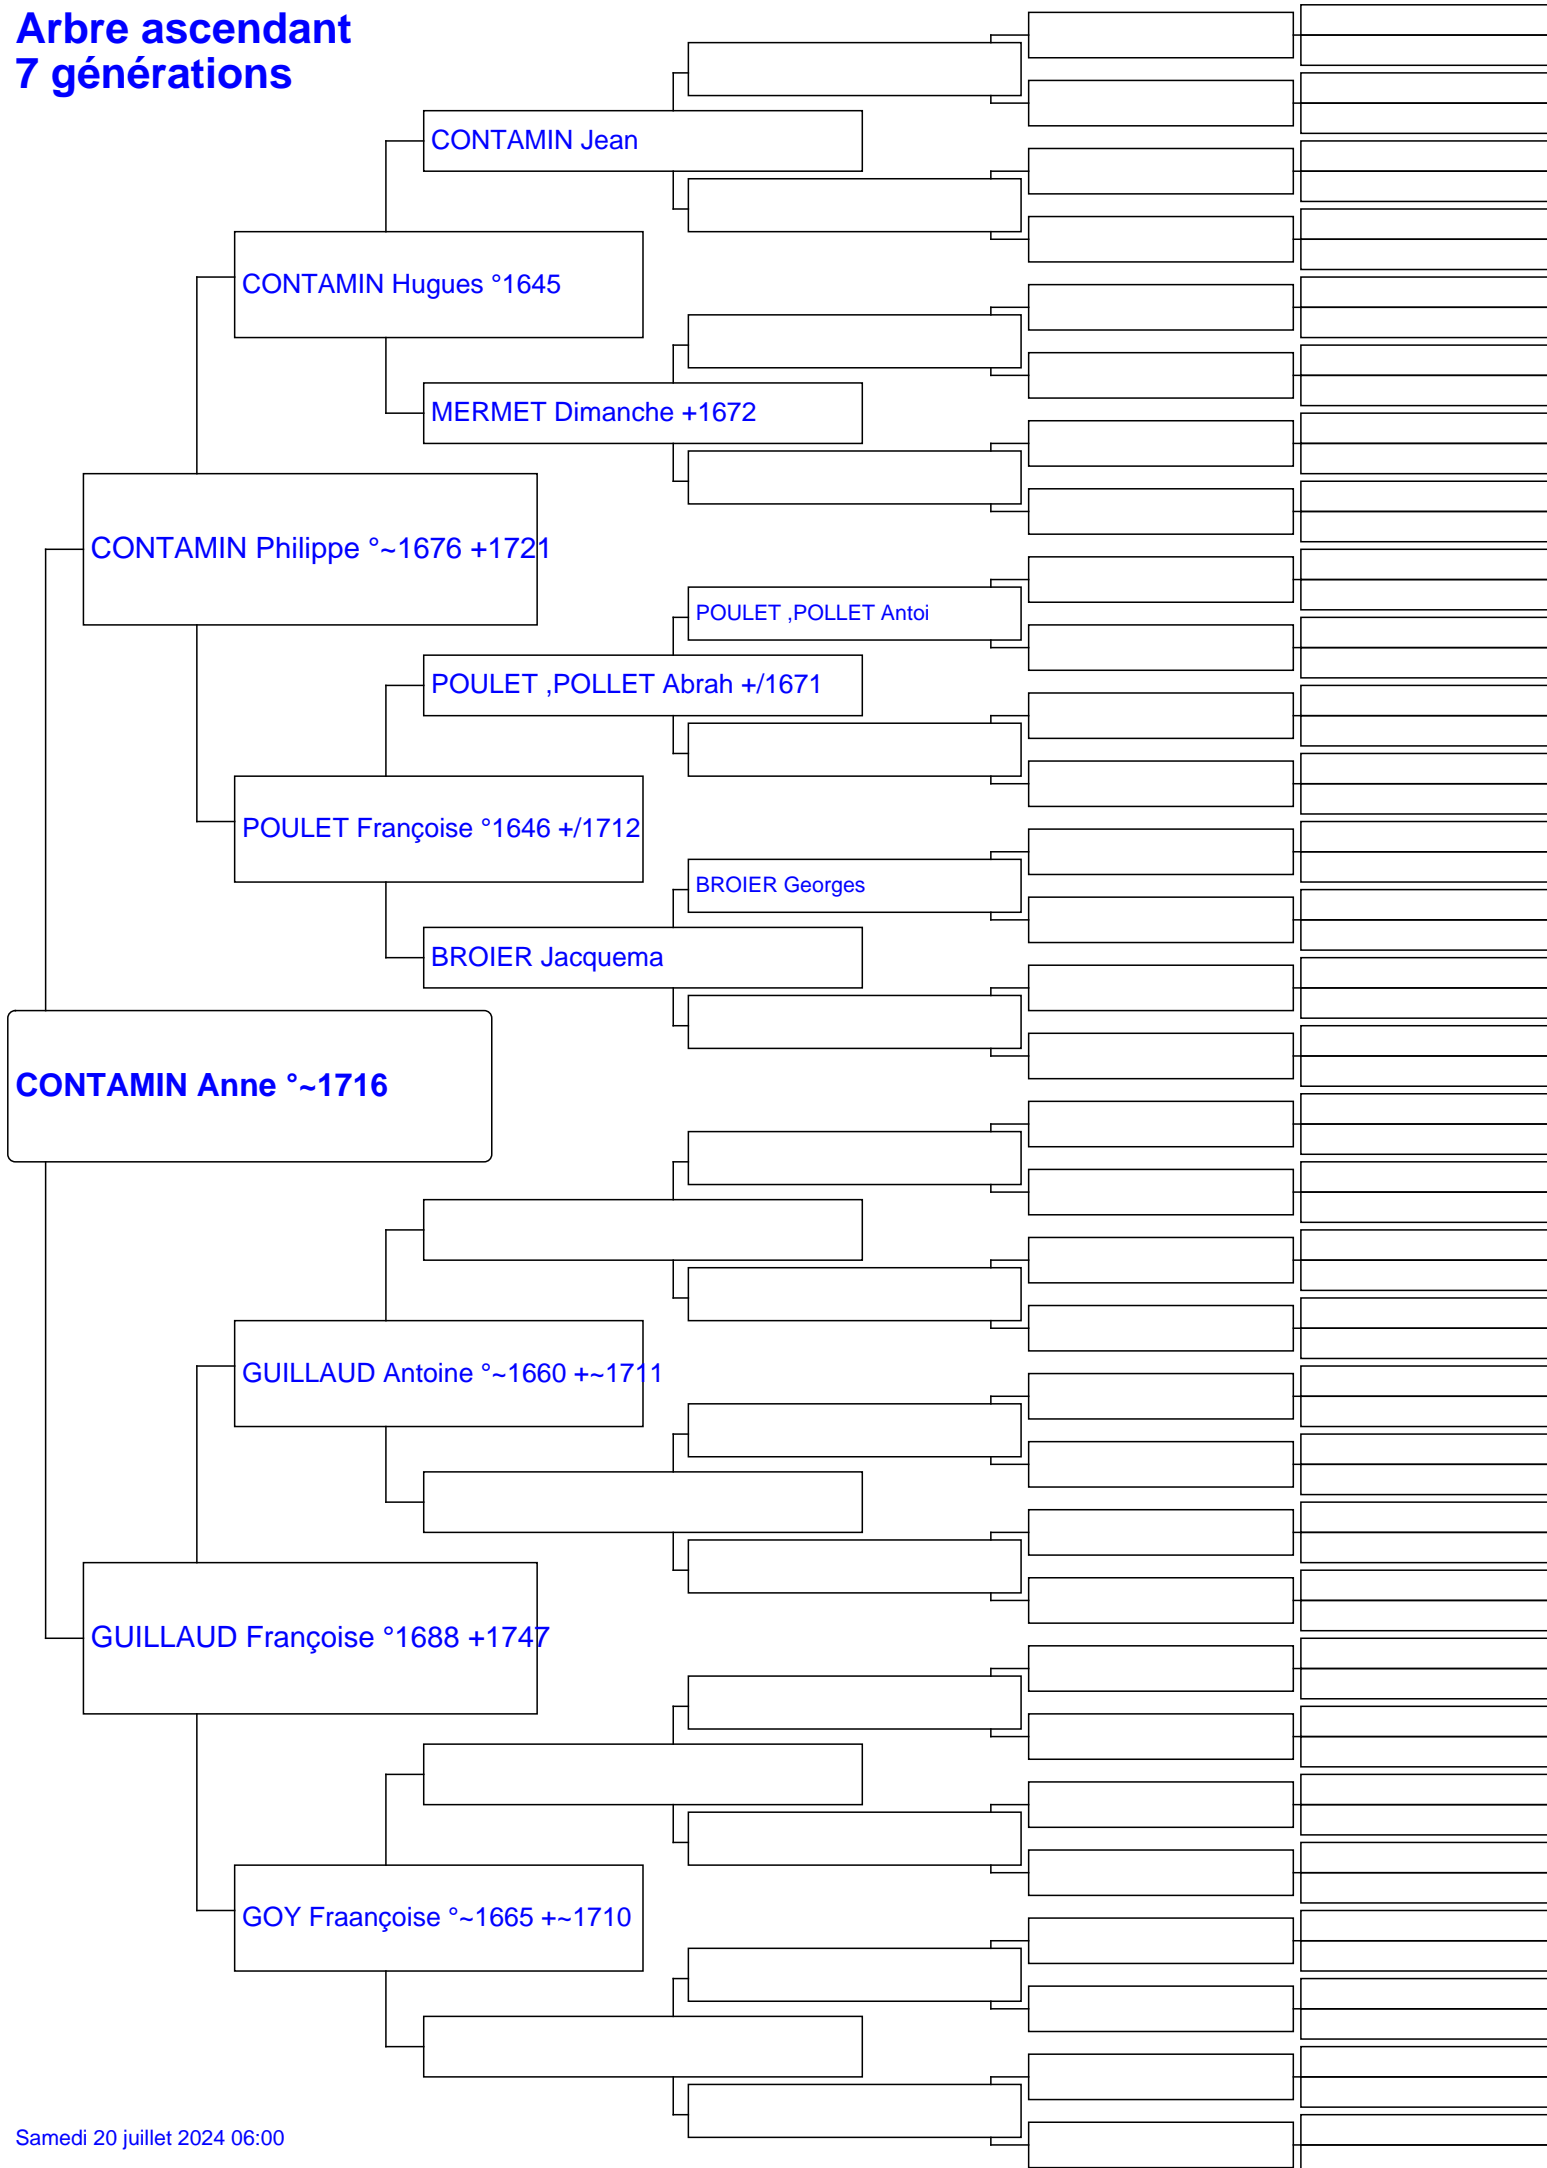 Arbre ascendant
7 générations
CONTAMIN Jean
CONTAMIN Hugues °1645
MERMET Dimanche +1672
CONTAMIN Philippe °~1676 +1721
POULET ,POLLET Antoi
POULET ,POLLET Abrah +/1671
POULET Françoise °1646 +/1712
BROIER Georges
BROIER Jacquema
CONTAMIN Anne °~1716
GUILLAUD Antoine °~1660 +~1711
GUILLAUD Françoise °1688 +1747
GOY Fraançoise °~1665 +~1710
Samedi 20 juillet 2024 06:00